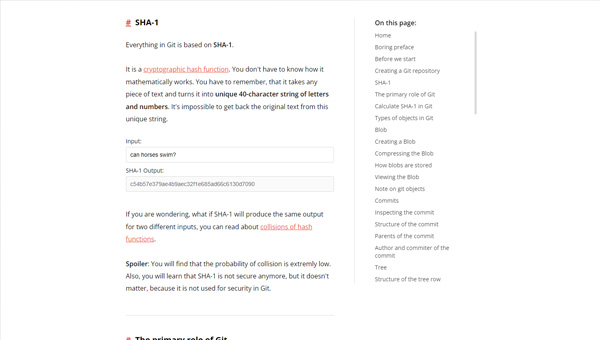 # SHA-1
Everything in Git is based on SHA-1.
It is a cryptographic hash function. You don't have to know how it
mathematically works. You have to remember, that it takes any
piece of text and turns it into unique 40-character string of letters
and numbers. It's impossible to get back the original text from this
unique string.
Input:
can horses swim?
SHA-1 Output:
c54b57e379ae4b9aec32f1e685ad66c6130d7090
If you are wondering, what if SHA-1 will produce the same output
for two different inputs, you can read about collisions of hash
functions.
Spoiler: You will find that the probability of collision is extremly low.
Also, you will learn that SHA-1 is not secure anymore, but it doesn't
matter, because it is not used for security in Git.
# The primary role of Git
On this page:
Home
Boring preface
Before we start
Creating a Git repository
SHA-1
The primary role of Git
Calculate SHA-1 in Git
Types of objects in Git
Blob
Creating a Blob
Compressing the Blob
How blobs are stored
Viewing the Blob
Note on git objects
Commits
Inspecting the commit
Structure of the commit
Parents of the commit
Author and commiter of the
commit
Tree
Structure of the tree row